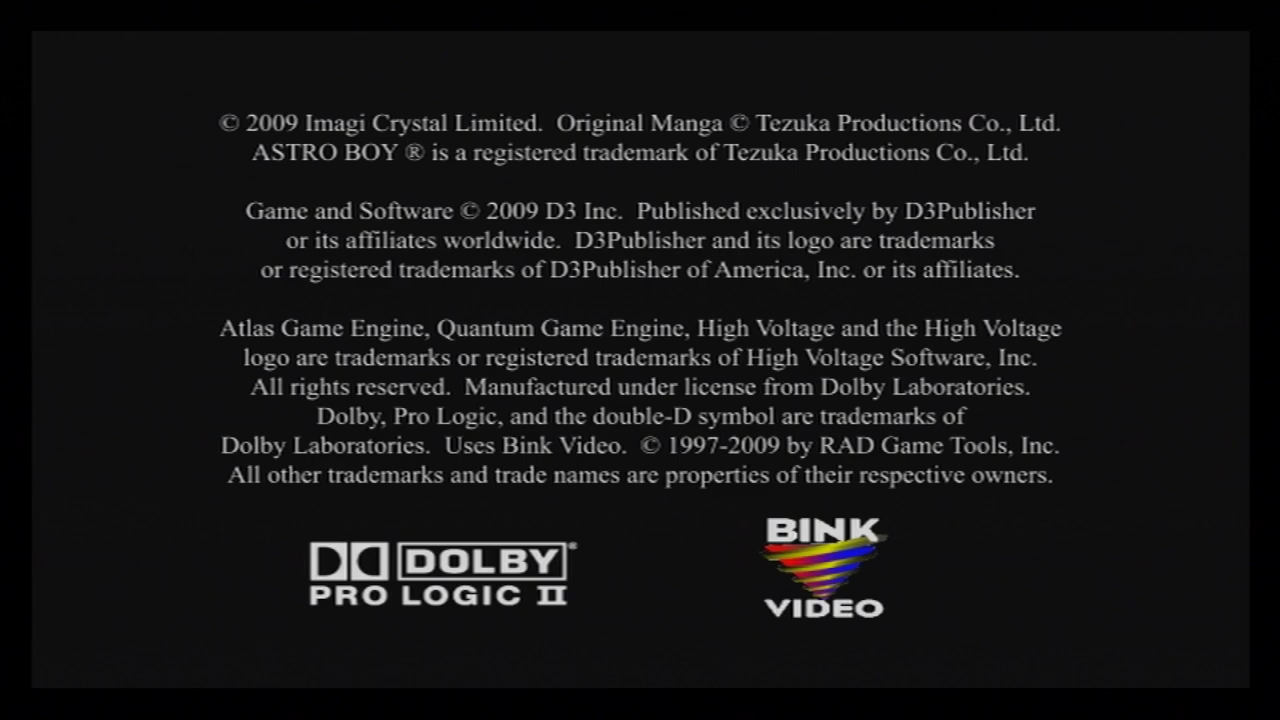 © 2009 Imagi Crystal Limited.  Original Manga © Tezuka Productions Co., Ltd.
ASTRO BOY ® is a registered trademark of Tezuka Productions Co., Ltd.
Game and Software © 2009 D3 Inc.  Published exclusively by D3Publisher
or its affiliates worldwide.  D3Publisher and its logo are trademarks
or registered trademarks of D3Publisher of America, Inc. or its affiliates.
Atlas Game Engine, Quantum Game Engine, High Voltage and the High Voltage
logo are trademarks or registered trademarks of High Voltage Software, Inc.
All rights reserved.  Manufactured under license from Dolby Laboratories.
Dolby, Pro Logic, and the double-D symbol are trademarks of
Dolby Laboratories.  Uses Bink Video.  © 1997-2009 by RAD Game Tools, Inc.
All other trademarks and trade names are properties of their respective owners.
DOLBY®
PRO LOGIC II
BINK
VIDEO